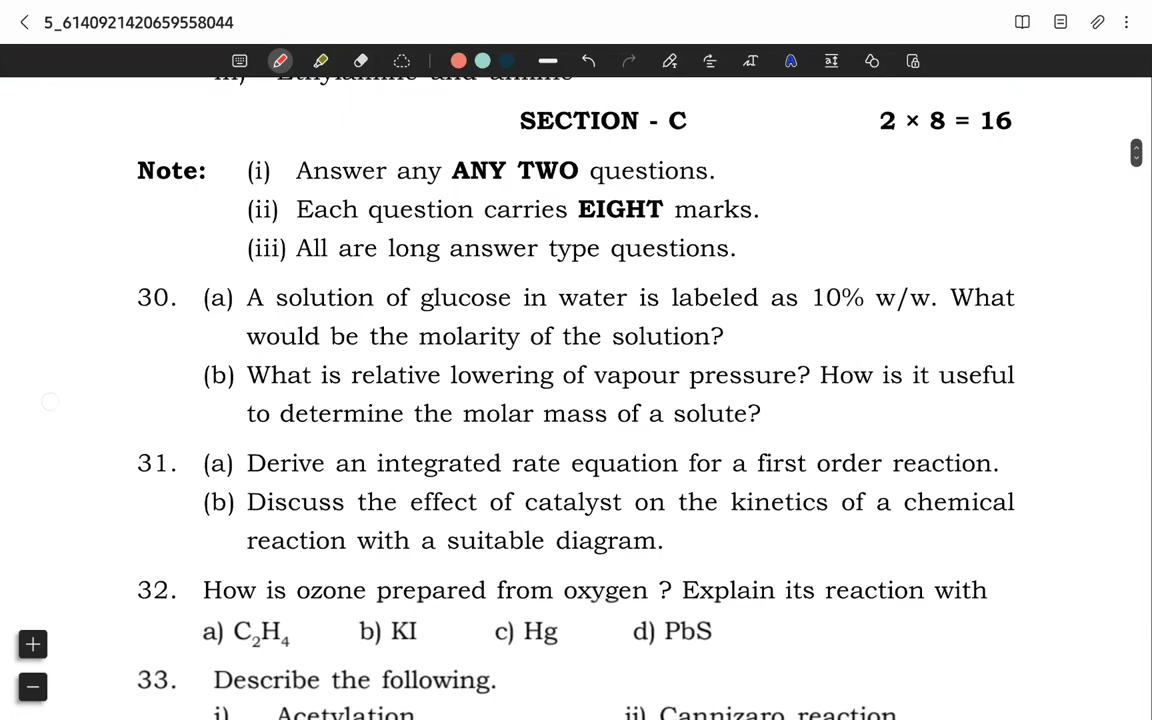 5_6140921420659558044
iii) Ethylamine and aniline
SECTION - C 2 × 8 = 16
Note: (i) Answer any ANY TWO questions.
(ii) Each question carries EIGHT marks.
(iii) All are long answer type questions.
30. (a) A solution of glucose in water is labeled as 10% w/w. What
would be the molarity of the solution?
(b) What is relative lowering of vapour pressure? How is it useful
to determine the molar mass of a solute?
31. (a) Derive an integrated rate equation for a first order reaction.
(b) Discuss the effect of catalyst on the kinetics of a chemical
reaction with a suitable diagram.
32. How is ozone prepared from oxygen ? Explain its reaction with
a) C₂H₄ b) KI c) Hg d) PbS
33. Describe the following.
i) Acetylation ii) Cannizaro reaction